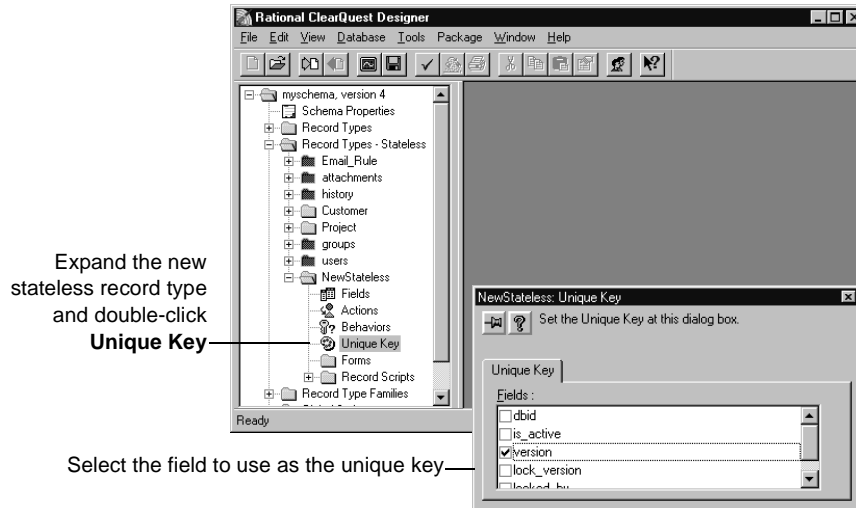 Rational ClearQuest Designer
File Edit View Database Tools Package Window Help
myschema, version 4
Schema Properties
Record Types
Record Types - Stateless
Email_Rule
attachments
history
Customer
Project
groups
users
NewStateless
Fields
Actions
Behaviors
Unique Key
Forms
Record Scripts
Record Type Families
Ready
Expand the new
stateless record type
and double-click
Unique Key
NewStateless: Unique Key
Set the Unique Key at this dialog box.
Unique Key
Fields :
dbid
is_active
version
lock_version
locked_by
Select the field to use as the unique key